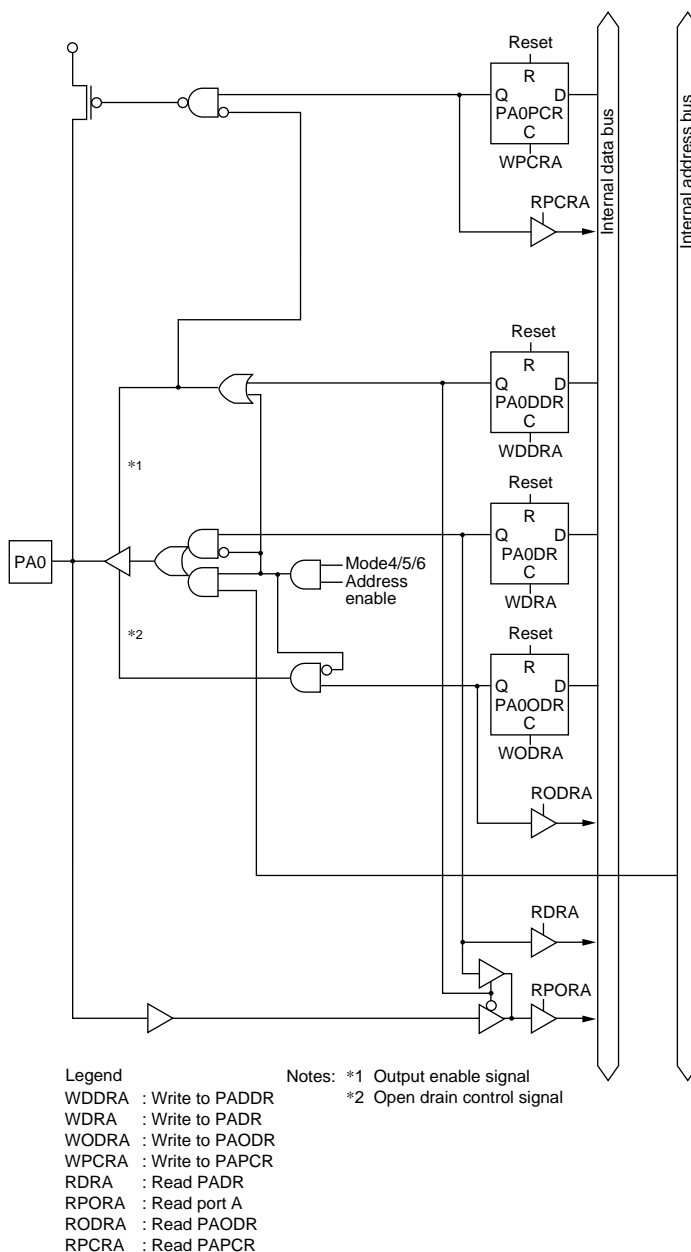 Reset
R
Q D
PA0PCR
C
WPCRA
RPCRA
Internal data bus
Internal address bus
Reset
R
Q D
PA0DDR
C
WDDRA
*1
Reset
R
Q D
PA0DR
C
WDRA
PA0
Mode4/5/6
Address
enable
*2
Reset
R
Q D
PA0ODR
C
WODRA
RODRA
RDRA
RPORA
Legend
WDDRA : Write to PADDR
WDRA : Write to PADR
WODRA : Write to PAODR
WPCRA : Write to PAPCR
RDRA : Read PADR
RPORA : Read port A
RODRA : Read PAODR
RPCRA : Read PAPCR
Notes: *1 Output enable signal
*2 Open drain control signal